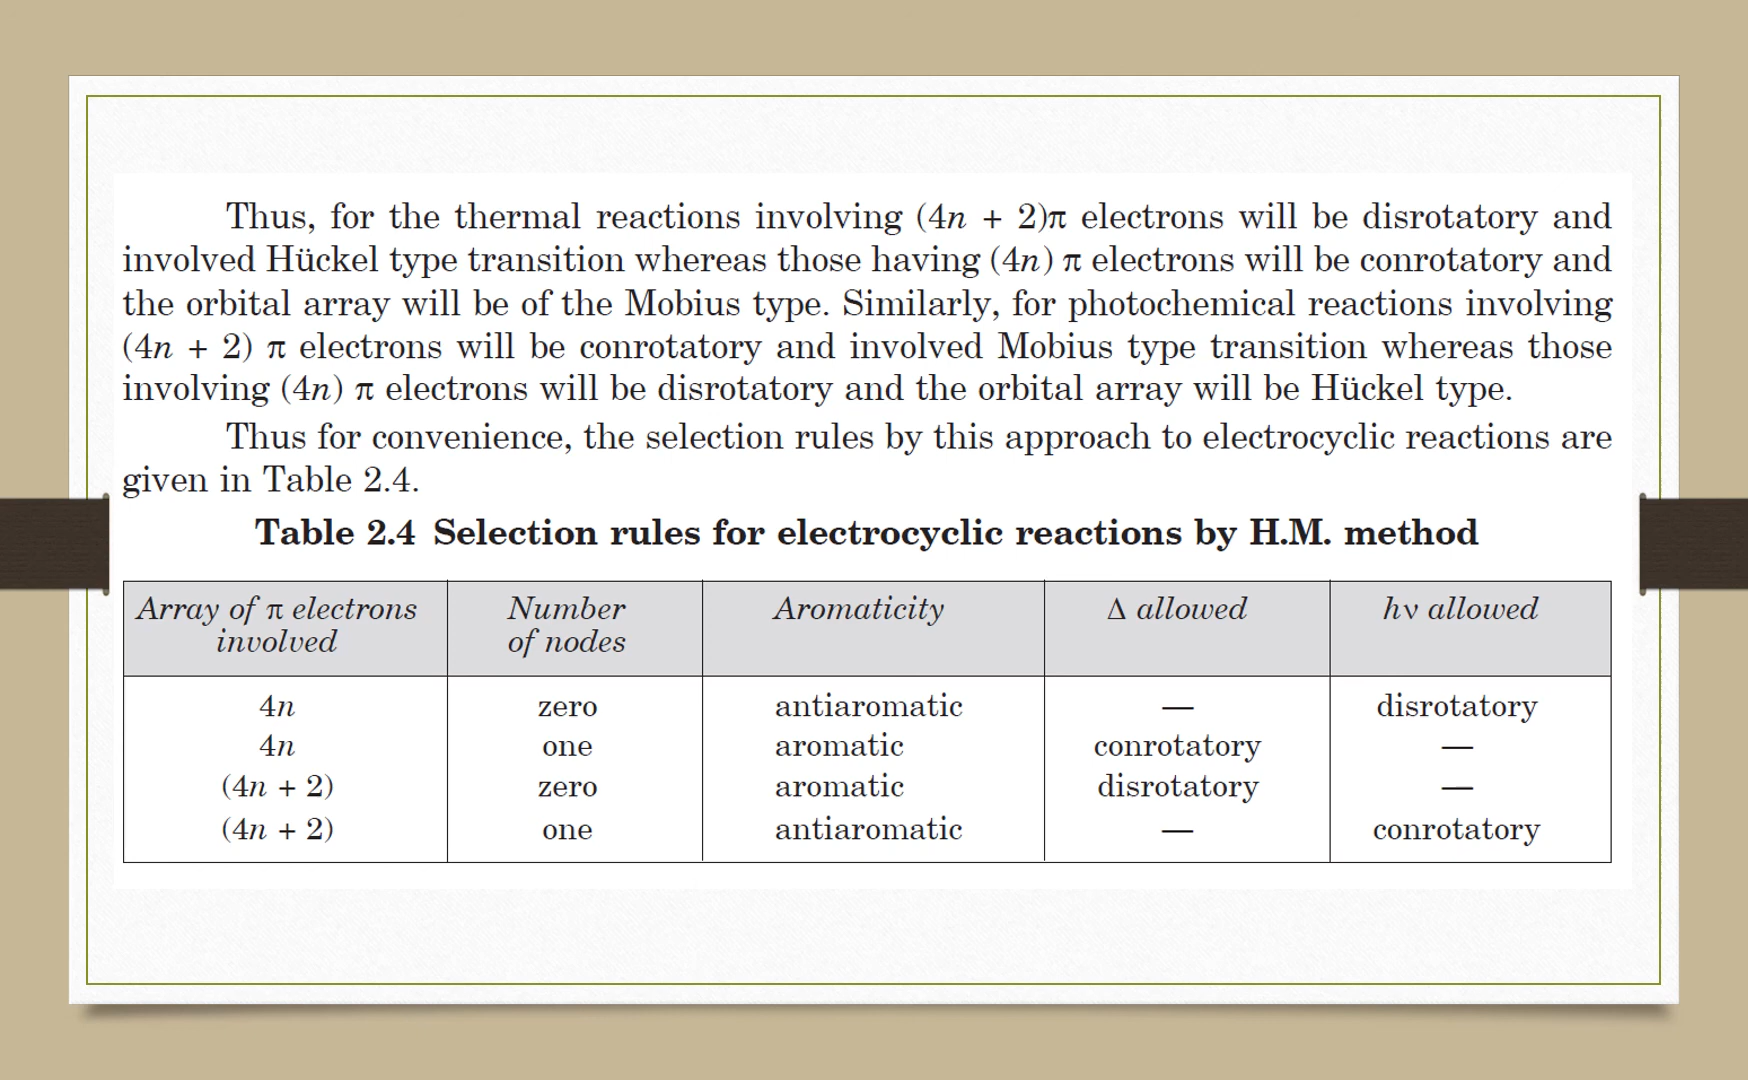 Thus, for the thermal reactions involving (4n + 2)π electrons will be disrotatory and
involved Hückel type transition whereas those having (4n) π electrons will be conrotatory and
the orbital array will be of the Mobius type. Similarly, for photochemical reactions involving
(4n + 2) π electrons will be conrotatory and involved Mobius type transition whereas those
involving (4n) π electrons will be disrotatory and the orbital array will be Hückel type.
Thus for convenience, the selection rules by this approach to electrocyclic reactions are
given in Table 2.4.
Table 2.4 Selection rules for electrocyclic reactions by H.M. method
Array of π electrons involved | Number of nodes | Aromaticity | Δ allowed | hν allowed
4n | zero | antiaromatic | — | disrotatory
4n | one | aromatic | conrotatory | —
(4n + 2) | zero | aromatic | disrotatory | —
(4n + 2) | one | antiaromatic | — | conrotatory